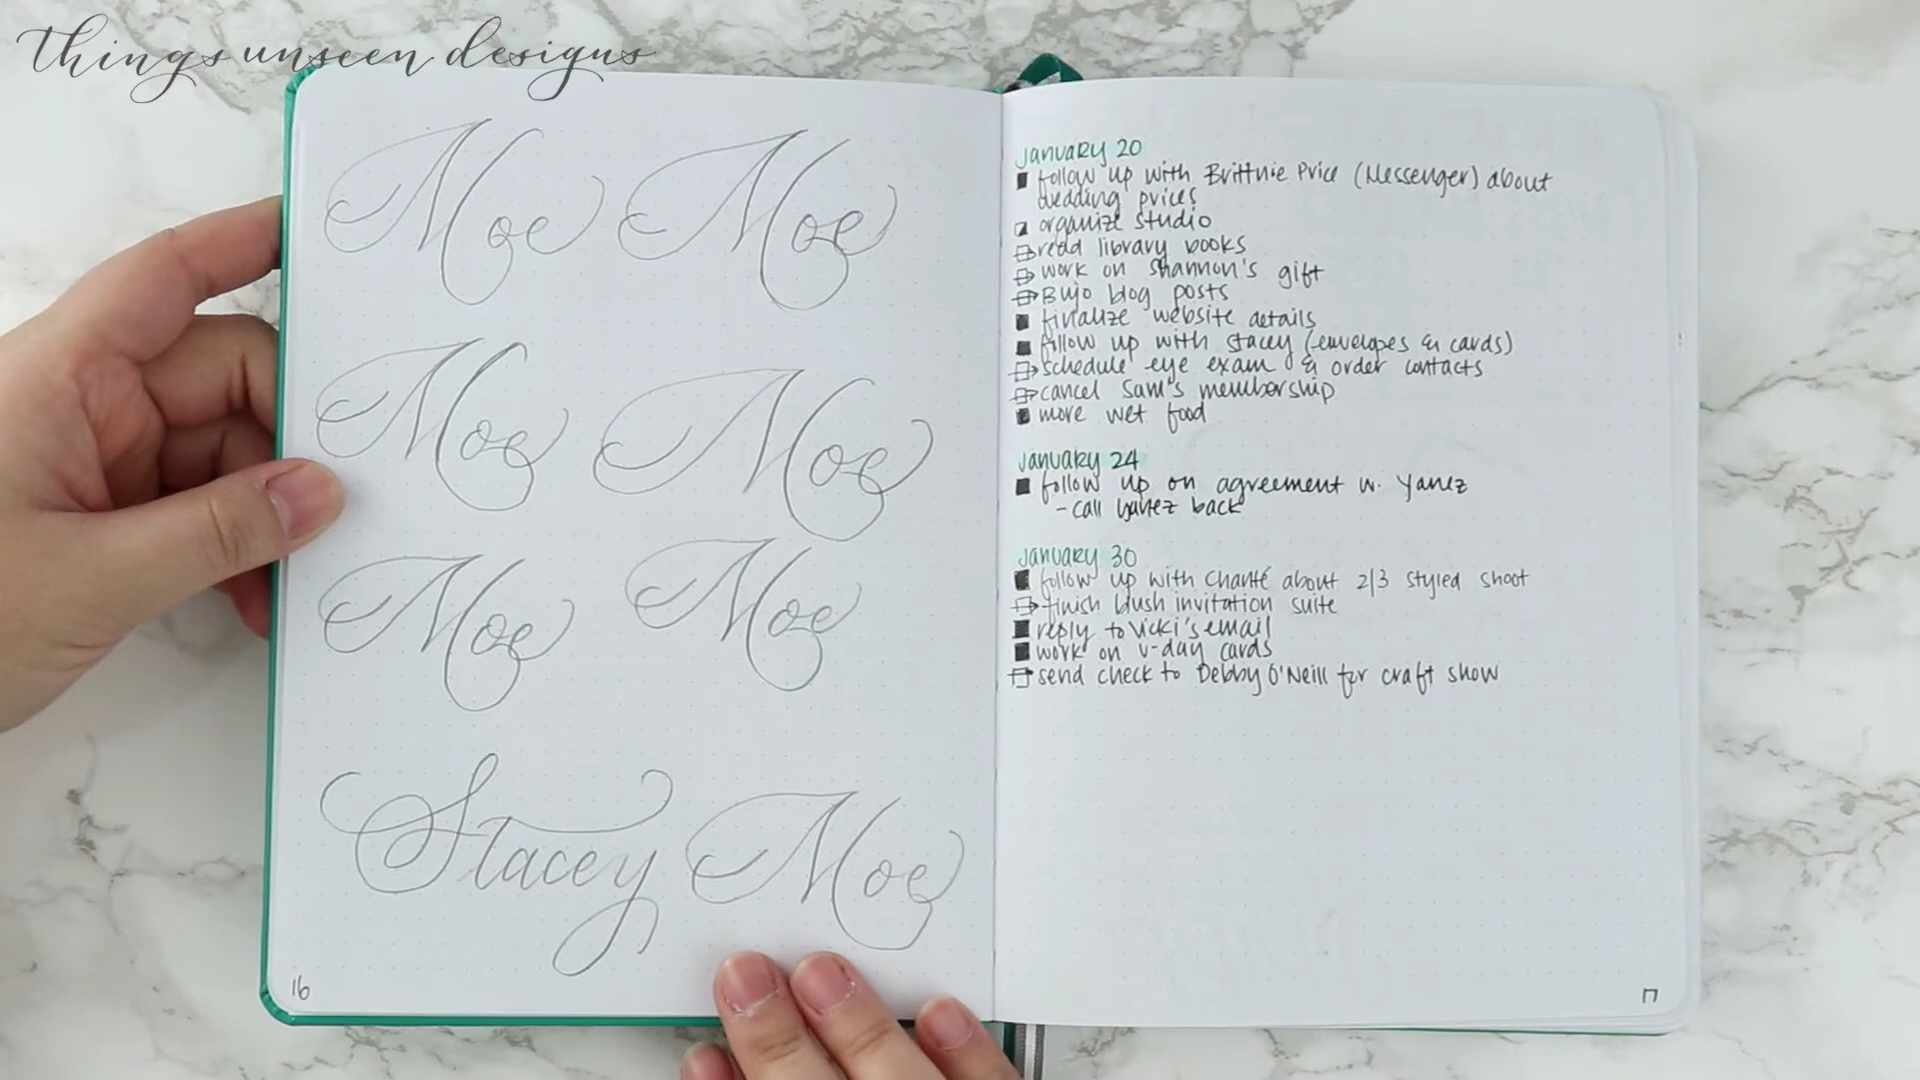 things unseen designs
Moe Moe
Moe Moe
Moe Moe
Stacey Moe
16
January 20
follow up with Brittnie Price (Messenger) about
wedding prices
organize studio
read library books
work on Shannon's gift
Bujo blog posts
finalize website details
follow up with Stacey (envelopes & cards)
schedule eye exam & order contacts
cancel Sam's membership
more wet food
January 24
follow up on agreement w. Yanez
- call Yanez back
January 30
follow up with Chanté about 2/3 styled shoot
finish blush invitation suite
reply to Vicki's email
work on v-day cards
send check to Debby O'Neill for craft show
17